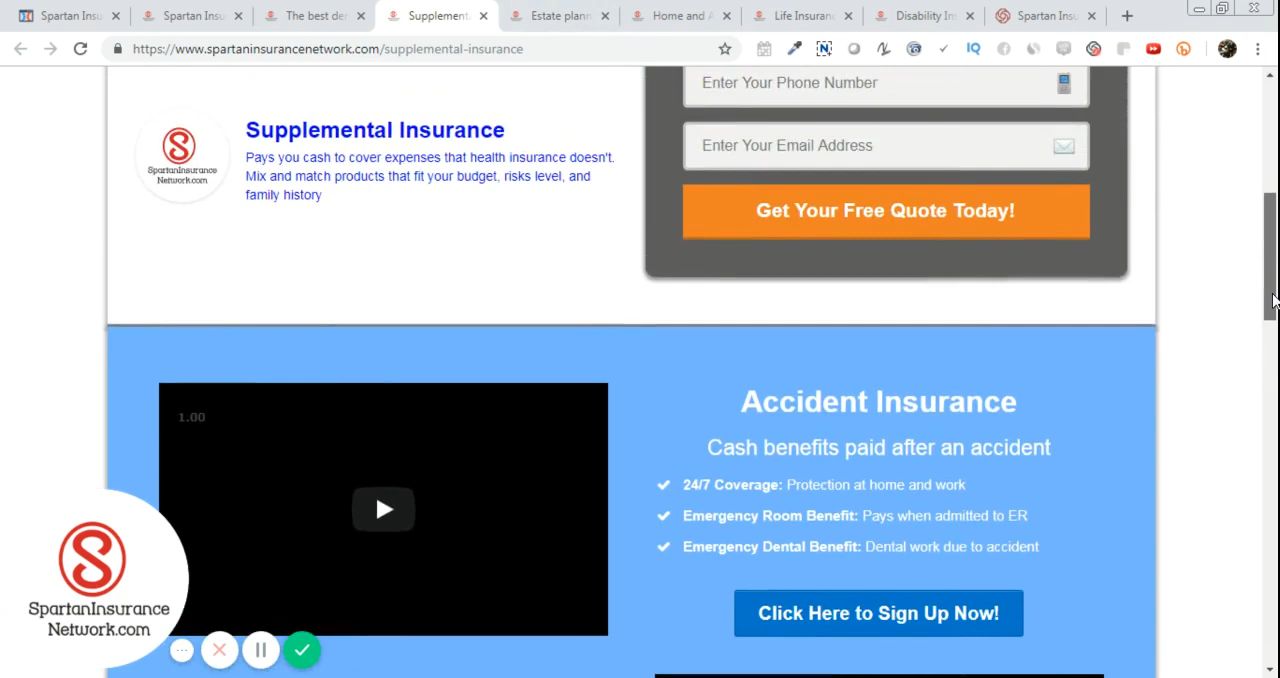 Spartan Insu
Spartan Insu
The best der
Supplement
Estate plann
Home and A
Life Insuranc
Disability Ins
Spartan Insu
https://www.spartaninsurancenetwork.com/supplemental-insurance
N
IQ
Enter Your Phone Number
Enter Your Email Address
Get Your Free Quote Today!
SpartanInsurance
Network.com
Supplemental Insurance
Pays you cash to cover expenses that health insurance doesn't.
Mix and match products that fit your budget, risks level, and
family history
1.00
Accident Insurance
Cash benefits paid after an accident
24/7 Coverage: Protection at home and work
Emergency Room Benefit: Pays when admitted to ER
Emergency Dental Benefit: Dental work due to accident
Click Here to Sign Up Now!
SpartanInsurance
Network.com